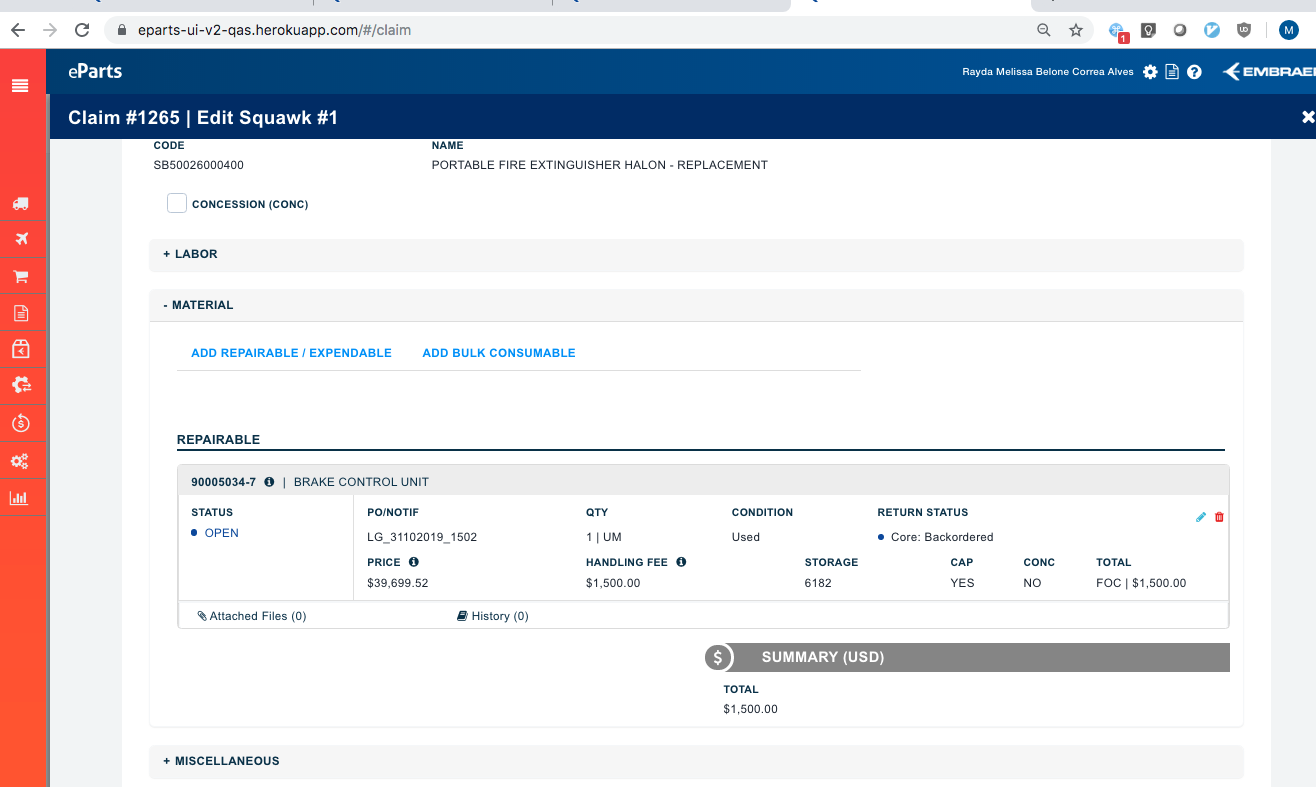 eparts-ui-v2-qas.herokuapp.com/#/claim
1
UD
M
eParts
Rayda Melissa Belone Correa Alves
EMBRAE
Claim #1265 | Edit Squawk #1
CODE NAME
SB50026000400 PORTABLE FIRE EXTINGUISHER HALON - REPLACEMENT
CONCESSION (CONC)
+ LABOR
- MATERIAL
ADD REPAIRABLE / EXPENDABLE ADD BULK CONSUMABLE
REPAIRABLE
90005034-7 | BRAKE CONTROL UNIT
STATUS PO/NOTIF QTY CONDITION RETURN STATUS
OPEN LG_31102019_1502 1 | UM Used Core: Backordered
PRICE HANDLING FEE STORAGE CAP CONC TOTAL
$39,699.52 $1,500.00 6182 YES NO FOC | $1,500.00
Attached Files (0) History (0)
$ SUMMARY (USD)
TOTAL
$1,500.00
+ MISCELLANEOUS